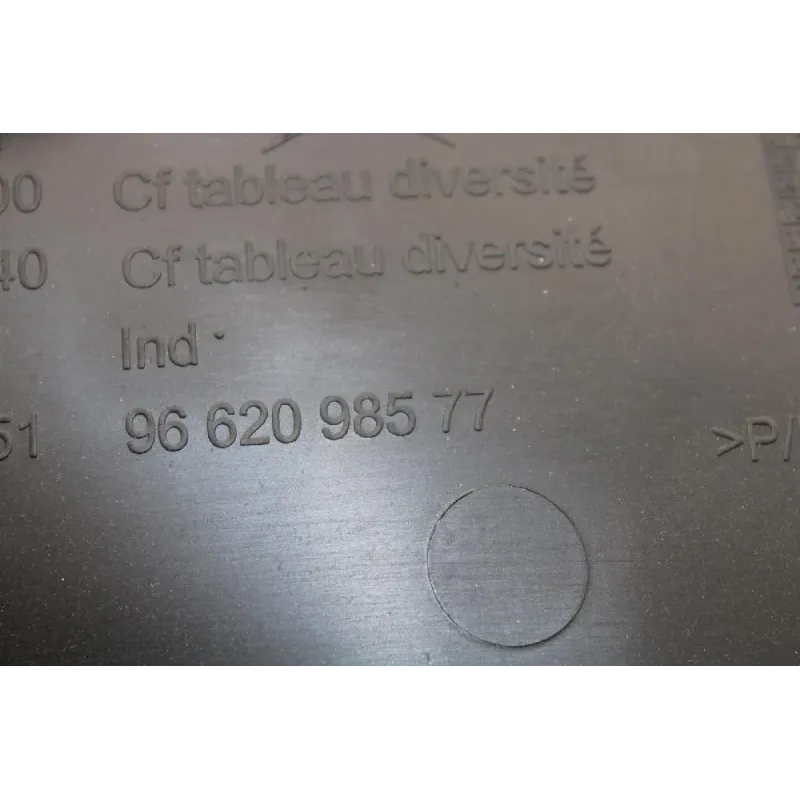 00 Cf tableau diversité
40 Cf tableau diversité
Ind
51 96 620 985 77 >P/